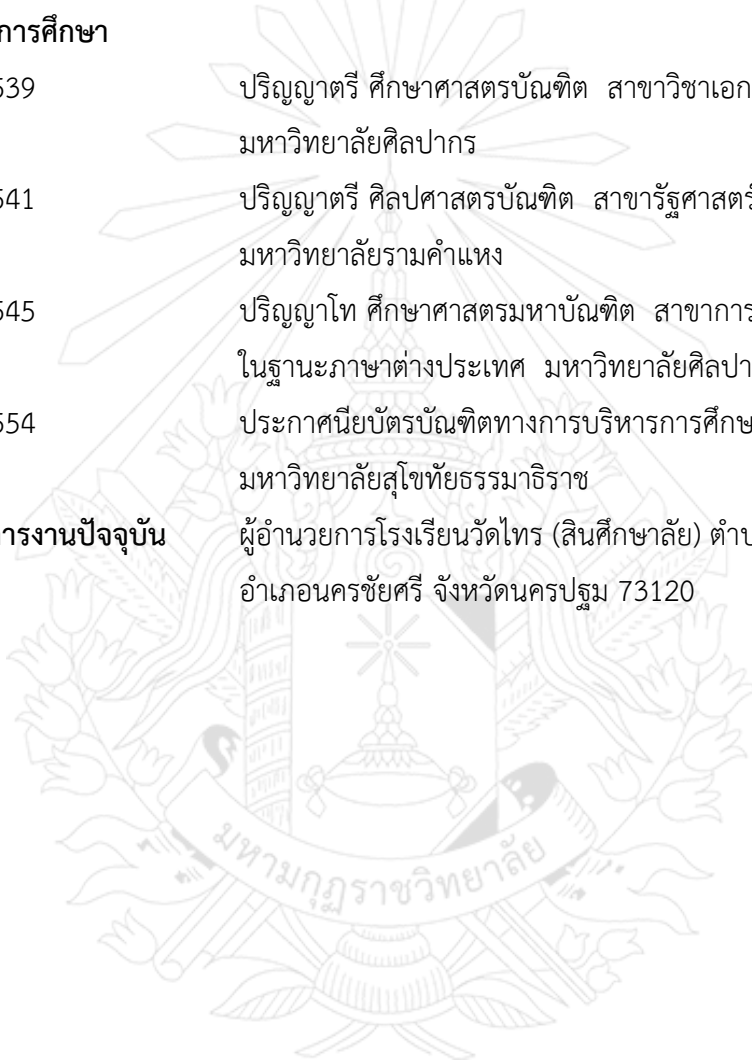 การศึกษา
539 ปริญญาตรี ศึกษาศาสตรบัณฑิต สาขาวิชาเอก
มหาวิทยาลัยศิลปากร
541 ปริญญาตรี ศิลปศาสตรบัณฑิต สาขารัฐศาสตร์
มหาวิทยาลัยรามคำแหง
545 ปริญญาโท ศึกษาศาสตรมหาบัณฑิต สาขาการ
ในฐานะภาษาต่างประเทศ มหาวิทยาลัยศิลปา
554 ประกาศนียบัตรบัณฑิตทางการบริหารการศึกษ
มหาวิทยาลัยสุโขทัยธรรมาธิราช
การงานปัจจุบัน ผู้อำนวยการโรงเรียนวัดไทร (สินศึกษาลัย) ตำบ
อำเภอนครชัยศรี จังหวัดนครปฐม 73120
มหามกุฏราชวิทยาลัย